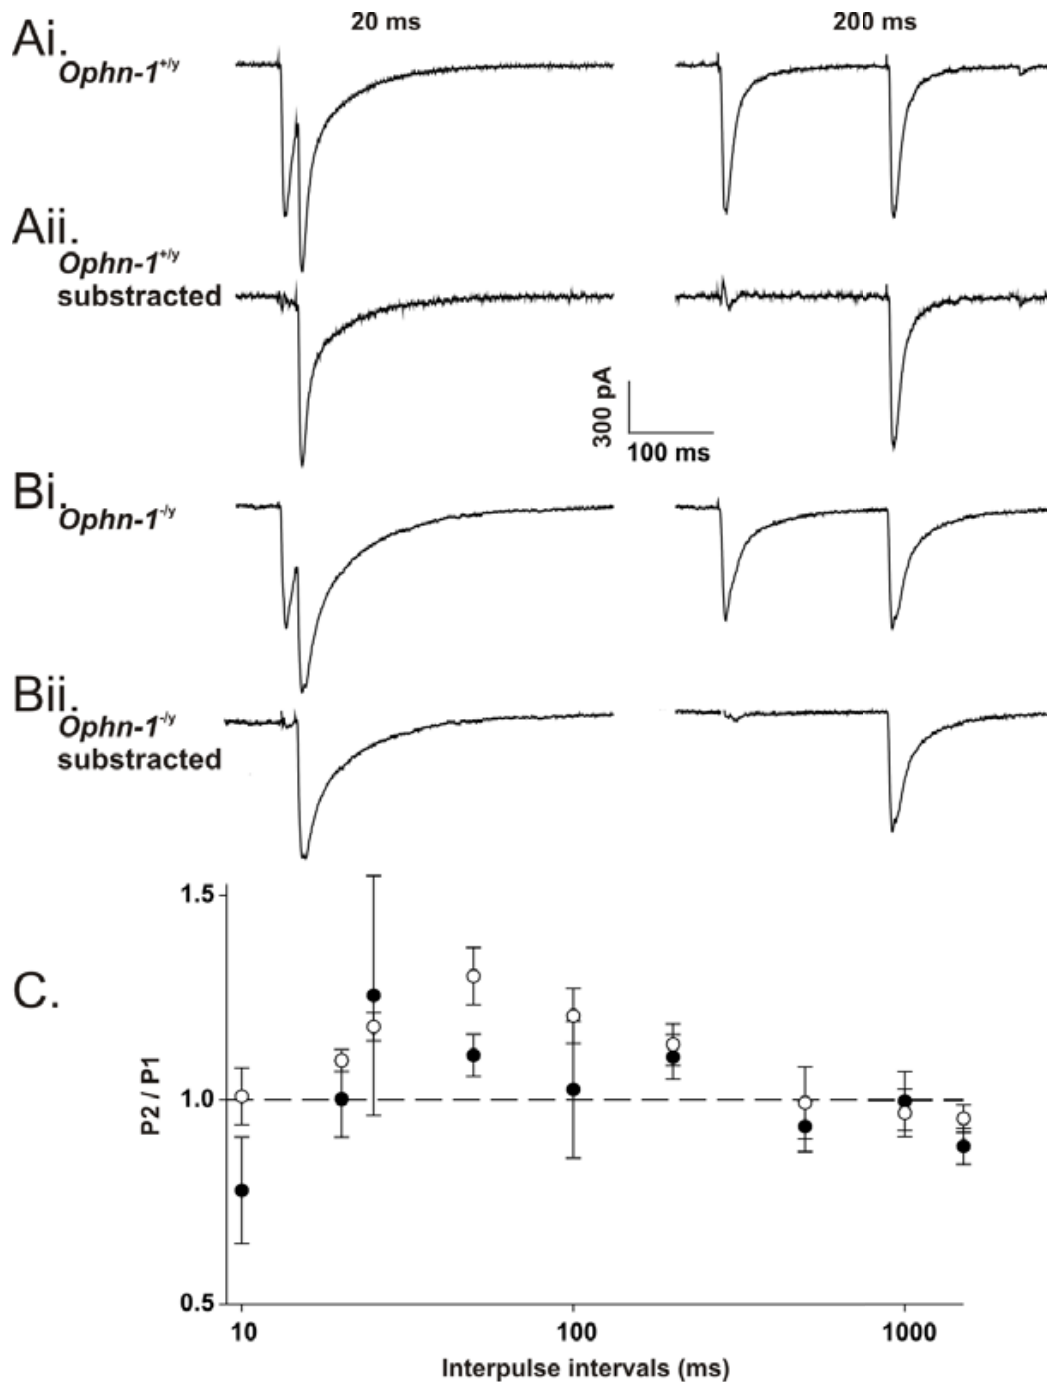 20 ms
200 ms
Ai.
Ophn-1+/y
Aii.
Ophn-1+/y
substracted
300 pA
100 ms
Bi.
Ophn-1-/y
Bii.
Ophn-1-/y
substracted
C.
1.5
1.0
0.5
P2 / P1
10
100
1000
Interpulse intervals (ms)